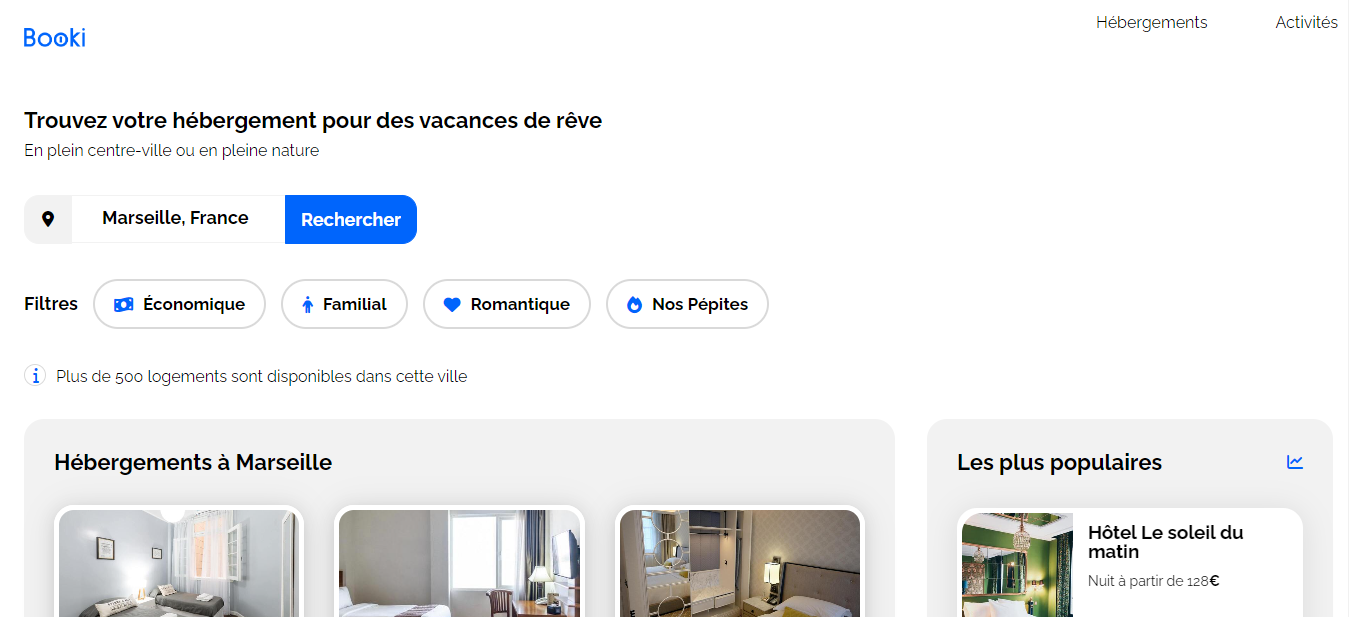 Booki
Hébergements
Activités
Trouvez votre hébergement pour des vacances de rêve
En plein centre-ville ou en pleine nature
Marseille, France
Rechercher
Filtres
Économique
Familial
Romantique
Nos Pépites
Plus de 500 logements sont disponibles dans cette ville
Hébergements à Marseille
Les plus populaires
Hôtel Le soleil du
matin
Nuit à partir de 128€